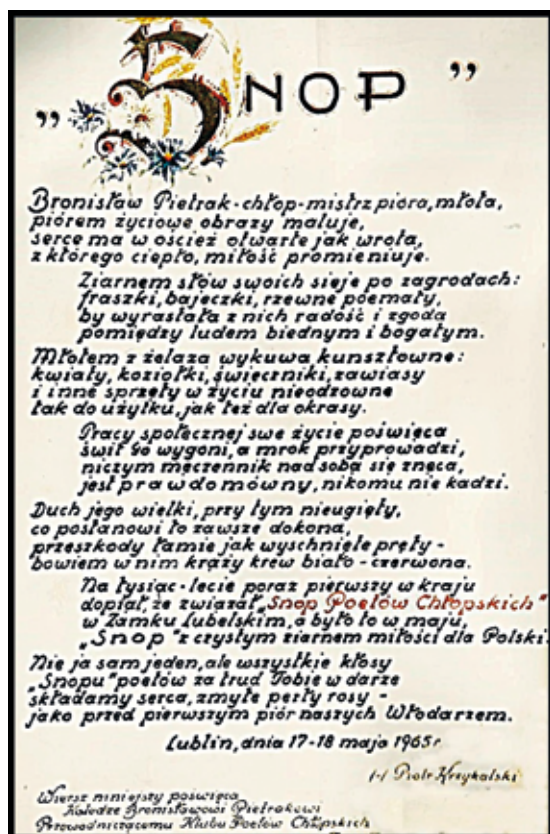 „SNOP”
Bronisław Pietrak-chłop-mistrz pióra, młota,
piórem życiowe obrazy maluje,
serce ma w oścież otwarte jak wrota,
z którego ciepło, miłość promieniuje.
Ziarnem słów swoich sieje po zagrodach:
fraszki, bajeczki, rzewne poematy,
by wyrastała z nich radość i zgoda
pomiędzy ludem biednym i bogatym.
Młotem z żelaza wykuwa kunsztowne:
kwiaty, koziołki, świeczniki, zawiasy
i inne sprzęty w życiu nieodzowne
tak do użytku, jak też dla okrasy.
Pracy społecznej swe życie poświęca
świt go wygoni, a mrok przyprowadzi,
niczym męczennik nad sobą się znęca,
jest prawdomówny, nikomu nie kadzi.
Duch jego wielki, przy tym nieugięty,
co postanowi to zawsze dokona,
przeszkody łamie jak wyschnięte pręty -
bowiem w nim krąży krew biało-czerwona.
Na tysiąc-lecie poraz pierwszy w kraju
dopiął, że związał „Snop Poetów Chłopskich”
w Zamku Lubelskim, a było to w maju,
„Snop” z czystym ziarnem miłości dla Polski.
Nie ja sam jeden, ale wszystkie kłosy
„Snopu” poetów za trud Tobie w darze
składamy serca, zmyte perły rosy -
jako przed pierwszym piór naszych Włodarzem.
Lublin, dnia 17-18 maja 1965r.
(-) Piotr Krzykalski
Wiersz niniejszy poświęca
Koledze Bronisławowi Pietrakowi
Przewodniczącemu Klubu Poetów Chłopskich